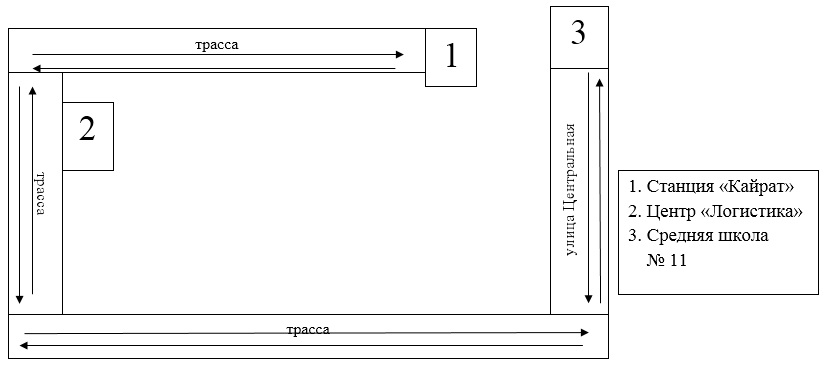 трасса
1
3
2
трасса
улица Центральная
1. Станция «Кайрат»
2. Центр «Логистика»
3. Средняя школа
№ 11
трасса